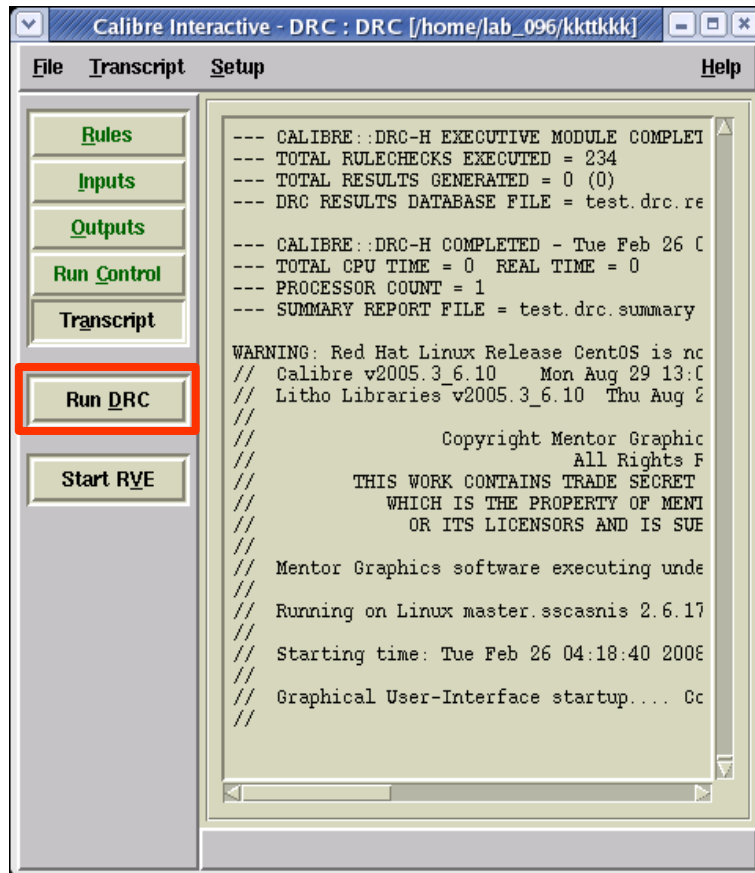 Calibre Interactive - DRC : DRC [/home/lab_096/kkttkkk]
File Transcript Setup Help
Rules
Inputs
Outputs
Run Control
Transcript
Run DRC
Start RVE
--- CALIBRE::DRC-H EXECUTIVE MODULE COMPLET
--- TOTAL RULECHECKS EXECUTED = 234
--- TOTAL RESULTS GENERATED = 0 (0)
--- DRC RESULTS DATABASE FILE = test.drc.re
--- CALIBRE::DRC-H COMPLETED - Tue Feb 26
--- TOTAL CPU TIME = 0 REAL TIME = 0
--- PROCESSOR COUNT = 1
--- SUMMARY REPORT FILE = test.drc.summary
WARNING: Red Hat Linux Release CentOS is no
// Calibre v2005.3_6.10 Mon Aug 29 13:0
// Litho Libraries v2005.3_6.10 Thu Aug 2
//
// Copyright Mentor Graphic
// All Rights R
// THIS WORK CONTAINS TRADE SECRET
// WHICH IS THE PROPERTY OF MENT
// OR ITS LICENSORS AND IS SUB
//
// Mentor Graphics software executing unde
//
// Running on Linux master.sscasnis 2.6.17
//
// Starting time: Tue Feb 26 04:18:40 2008
//
// Graphical User-Interface startup.... Co
//